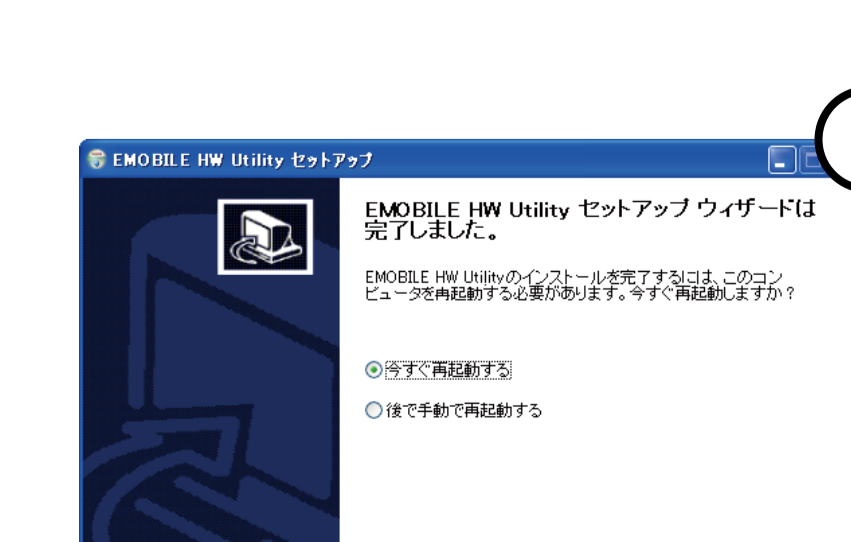 EMOBILE HW Utility セットアップ
EMOBILE HW Utility セットアップ ウィザードは
完了しました。
EMOBILE HW Utilityのインストールを完了するには、このコン
ピュータを再起動する必要があります。今すぐ再起動しますか？
今すぐ再起動する
後で手動で再起動する